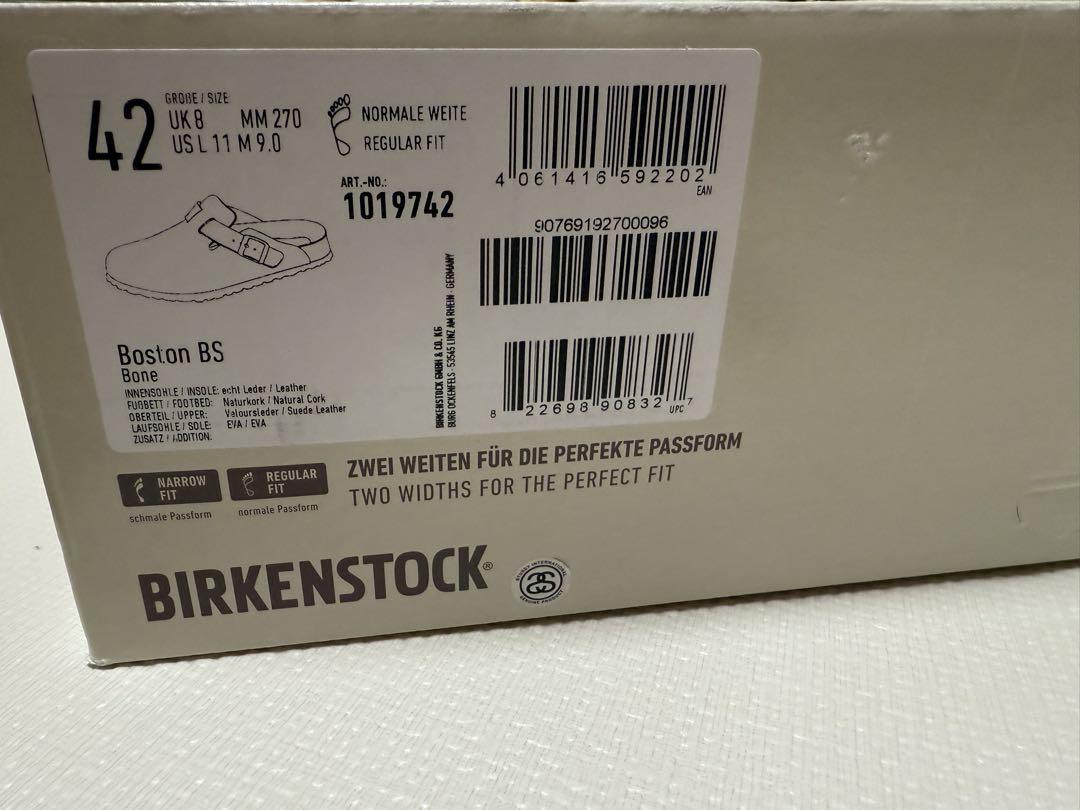 42
GRÖßE / SIZE
UK 8 MM 270
US L 11 M 9.0
NORMALE WEITE
REGULAR FIT
ART.-NO.:
1019742
4 061416 592202
EAN
90769192700096
8 22698 90832 7
UPC
BIRKENSTOCK GMBH & CO. KG
BURG OCKENFELS - 53545 LINZ AM RHEIN - GERMANY
Boston BS
Bone
INNENSOHLE / INSOLE: echt Leder / Leather
FUßBETT / FOOTBED: Naturkork / Natural Cork
OBERTEIL / UPPER: Veloursleder / Suede Leather
LAUFSOHLE / SOLE: EVA / EVA
ZUSATZ / ADDITION:
NARROW FIT
schmale Passform
REGULAR FIT
normale Passform
ZWEI WEITEN FÜR DIE PERFEKTE PASSFORM
TWO WIDTHS FOR THE PERFECT FIT
BIRKENSTOCK®
STUSSY INTERNATIONAL
GENUINE PRODUCT